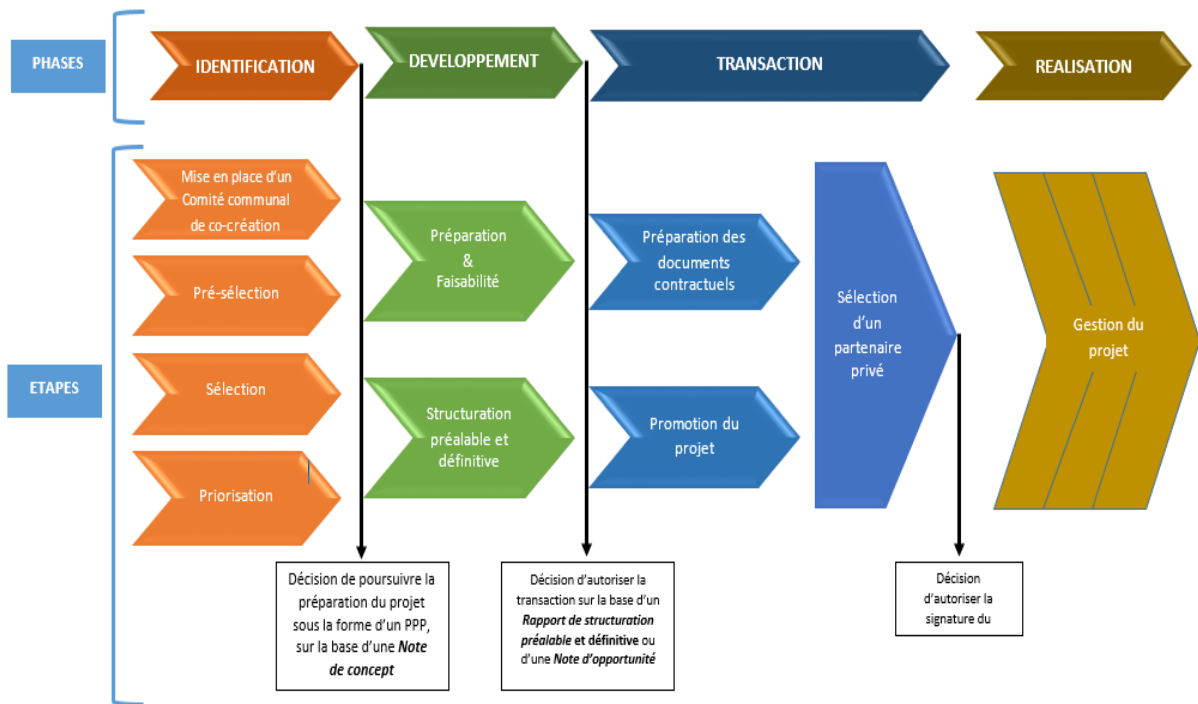 PHASES
IDENTIFICATION
DEVELOPPEMENT
TRANSACTION
REALISATION
ETAPES
Mise en place d’un
Comité communal
de co-création
Pré-sélection
Sélection
Priorisation
Préparation
&
Faisabilité
Structuration
préalable et
définitive
Préparation des
documents
contractuels
Promotion du
projet
Sélection
d’un
partenaire
privé
Gestion du
projet
Décision de poursuivre la
préparation du projet
sous la forme d’un PPP,
sur la base d’une Note
de concept
Décision d’autoriser la
transaction sur la base d’un
Rapport de structuration
préalable et définitive ou
d’une Note d’opportunité
Décision
d’autoriser la
signature du